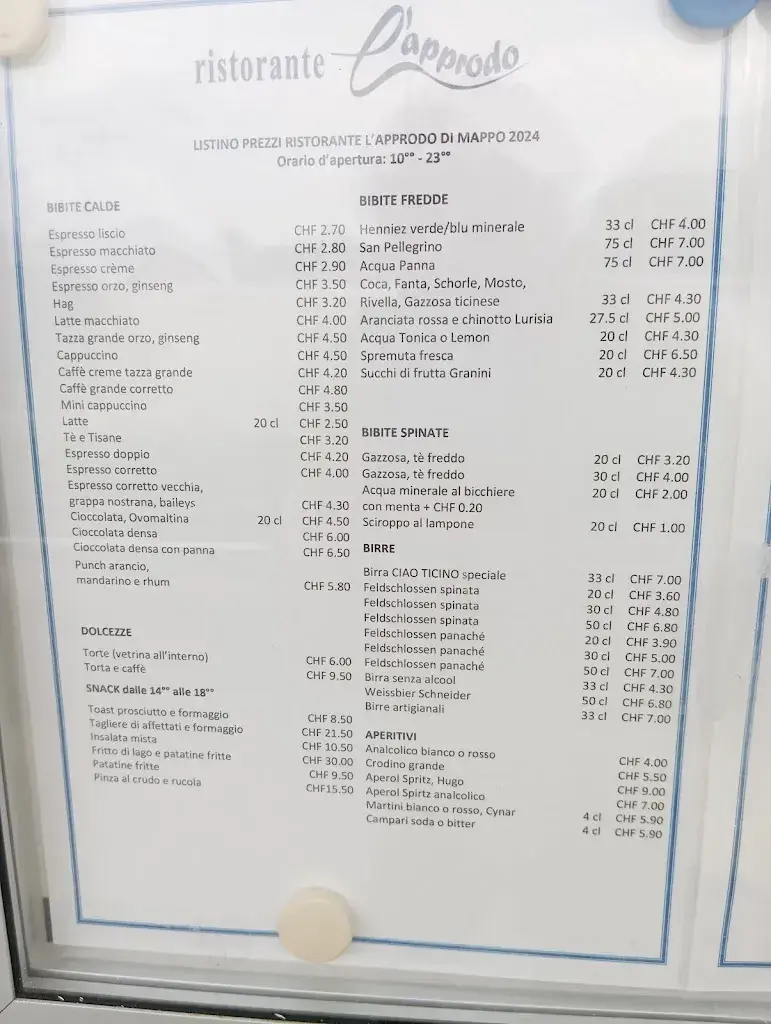 ristorante l'approdo
LISTINO PREZZI RISTORANTE L'APPRODO DI MAPPO 2024
Orario d'apertura: 10°° - 23°°
BIBITE CALDE
Espresso liscio CHF 2.70
Espresso macchiato CHF 2.80
Espresso crème CHF 2.90
Espresso orzo, ginseng CHF 3.50
Hag CHF 3.20
Latte macchiato CHF 4.00
Tazza grande orzo, ginseng CHF 4.50
Cappuccino CHF 4.50
Caffè creme tazza grande CHF 4.20
Caffè grande corretto CHF 4.80
Mini cappuccino CHF 3.50
Latte 20 cl CHF 2.50
Tè e Tisane CHF 3.20
Espresso doppio CHF 4.20
Espresso corretto CHF 4.00
Espresso corretto vecchia,
grappa nostrana, baileys CHF 4.30
Cioccolata, Ovomaltina 20 cl CHF 4.50
Cioccolata densa CHF 6.00
Cioccolata densa con panna CHF 6.50
Punch arancio,
mandarino e rhum CHF 5.80
DOLCEZZE
Torte (vetrina all'interno) CHF 6.00
Torta e caffè CHF 9.50
SNACK dalle 14°° alle 18°°
Toast prosciutto e formaggio CHF 8.50
Tagliere di affettati e formaggio CHF 21.50
Insalata mista CHF 10.50
Fritto di lago e patatine fritte CHF 30.00
Patatine fritte CHF 9.50
Pinza al crudo e rucola CHF15.50
BIBITE FREDDE
Henniez verde/blu minerale 33 cl CHF 4.00
San Pellegrino 75 cl CHF 7.00
Acqua Panna 75 cl CHF 7.00
Coca, Fanta, Schorle, Mosto,
Rivella, Gazzosa ticinese 33 cl CHF 4.30
Aranciata rossa e chinotto Lurisia 27.5 cl CHF 5.00
Acqua Tonica o Lemon 20 cl CHF 4.30
Spremuta fresca 20 cl CHF 6.50
Succhi di frutta Granini 20 cl CHF 4.30
BIBITE SPINATE
Gazzosa, tè freddo 20 cl CHF 3.20
Gazzosa, tè freddo 30 cl CHF 4.00
Acqua minerale al bicchiere 20 cl CHF 2.00
con menta + CHF 0.20
Sciroppo al lampone 20 cl CHF 1.00
BIRRE
Birra CIAO TICINO speciale 33 cl CHF 7.00
Feldschlossen spinata 20 cl CHF 3.60
Feldschlossen spinata 30 cl CHF 4.80
Feldschlossen spinata 50 cl CHF 6.80
Feldschlossen panaché 20 cl CHF 3.90
Feldschlossen panaché 30 cl CHF 5.00
Feldschlossen panaché 50 cl CHF 7.00
Birra senza alcool 33 cl CHF 4.30
Weissbier Schneider 50 cl CHF 6.80
Birre artigianali 33 cl CHF 7.00
APERITIVI
Analcolico bianco o rosso CHF 4.00
Crodino grande CHF 5.50
Aperol Spritz, Hugo CHF 9.00
Aperol Spirtz analcolico CHF 7.00
Martini bianco o rosso, Cynar 4 cl CHF 5.90
Campari soda o bitter 4 cl CHF 5.90